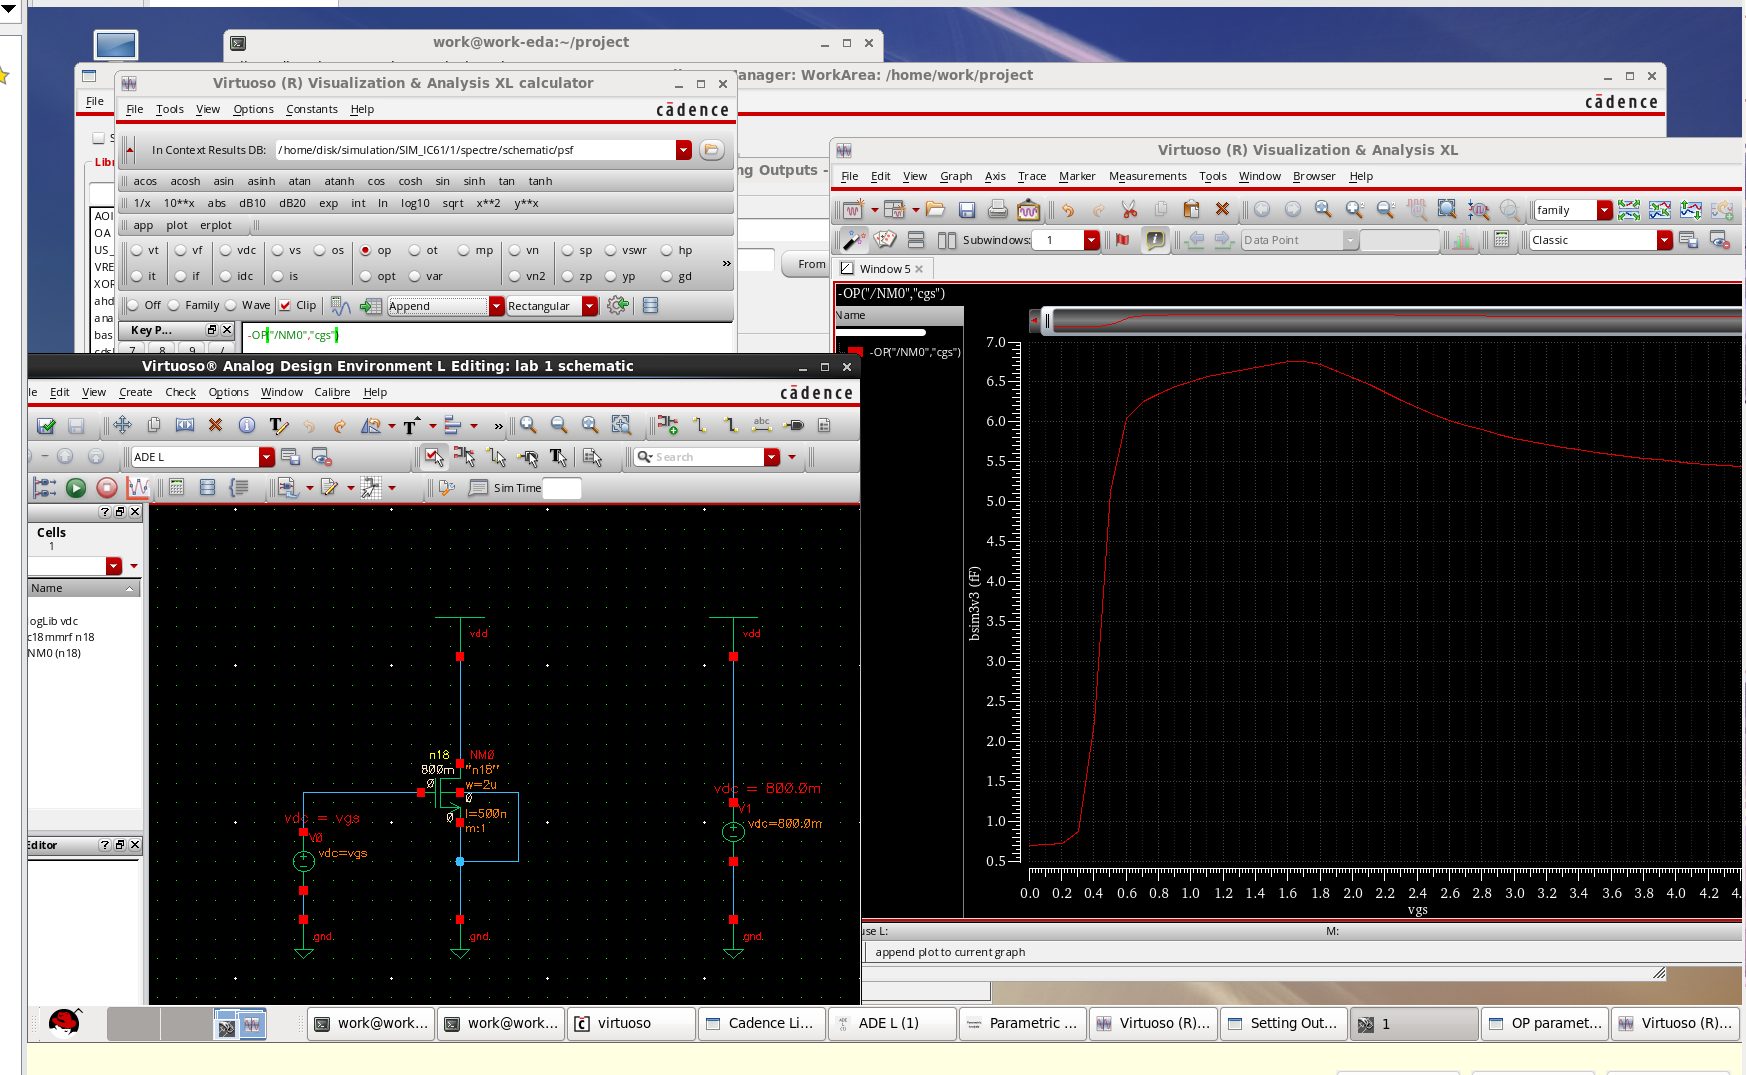 work@work-eda:~/project
Manager: WorkArea: /home/work/project
File
cādence
Virtuoso (R) Visualization & Analysis XL calculator
File Tools View Options Constants Help
cādence
In Context Results DB: /home/disk/simulation/SIM_IC61/1/spectre/schematic/psf
acos acosh asin asinh atan atanh cos cosh sin sinh tan tanh
1/x 10**x abs dB10 dB20 exp int ln log10 sqrt x**2 y**x
app plot erplot
vt vf vdc vs os op ot mp vn sp vswr hp
it if idc is opt var vn2 zp yp gd
»
Off Family Wave Clip Append Rectangular
Key P...
-OP("/NM0","cgs")
7 8 9 /
Libr
AOI
OA
US_
VRE
XOF
ahd
ana
bas
cds
ng Outputs -
From
Virtuoso (R) Visualization & Analysis XL
File Edit View Graph Axis Trace Marker Measurements Tools Window Browser Help
family
Subwindows: 1
Data Point
Classic
Window 5
-OP("/NM0","cgs")
Name
-OP("/NM0","cgs")
7.0
6.5
6.0
5.5
5.0
4.5
4.0
3.5
3.0
2.5
2.0
1.5
1.0
0.5
bsim3v3 (fF)
0.0 0.2 0.4 0.6 0.8 1.0 1.2 1.4 1.6 1.8 2.0 2.2 2.4 2.6 2.8 3.0 3.2 3.4 3.6 3.8 4.0 4.2 4.
vgs
use L:
M:
append plot to current graph
Virtuoso® Analog Design Environment L Editing: lab 1 schematic
le Edit View Create Check Options Window Calibre Help
cādence
»
abc
ADE L
Search
Sim Time
Cells
1
Name
ogLib vdc
c18mmrf n18
NM0 (n18)
Editor
vdd
vdd
n18
NM0
800m
"n18"
0
w=2u
0
0
l=500n
m:1
vdc = vgs
V0
vdc=vgs
vdc = 800.0m
V1
vdc=800.0m
gnd
gnd
gnd
work@work...
work@work...
virtuoso
Cadence Li...
ADE L (1)
Parametric ...
Virtuoso (R)...
Setting Out...
1
OP paramet...
Virtuoso (R)...